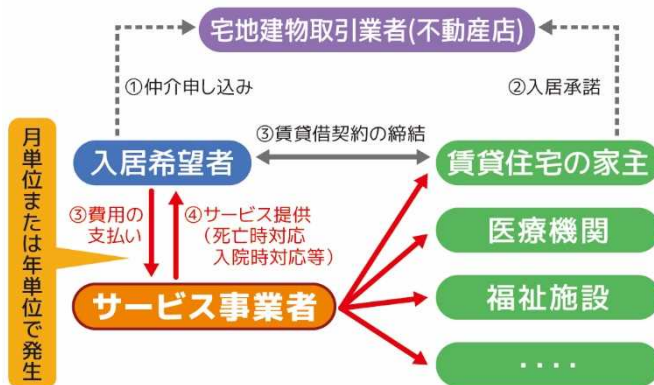 宅地建物取引業者(不動産店)
①仲介申し込み
②入居承諾
③賃貸借契約の締結
月単位または年単位で発生
入居希望者
賃貸住宅の家主
③費用の
支払い
④サービス提供
(死亡時対応
入院時対応等)
医療機関
サービス事業者
福祉施設
････